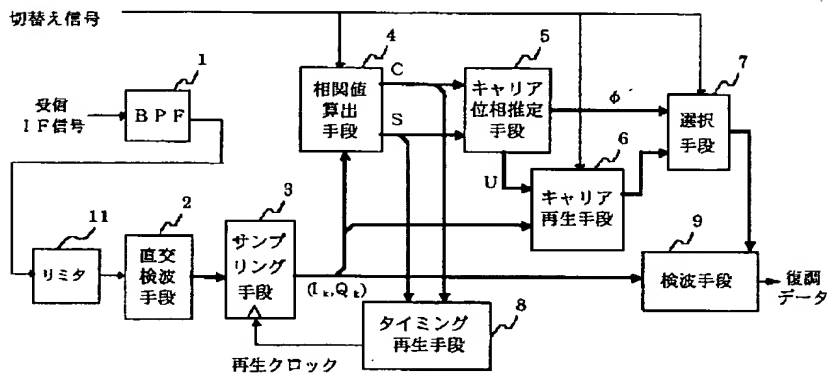 切替え信号
4
5
7
1
C
相関値
算出
手段
キャリア
位相推定
手段
φ
選択
手段
受信
IF信号
BPF
S
6
U
キャリア
再生手段
11
2
3
9
リミタ
直交
検波
手段
サンプ
リング
手段
(Iₖ,Qₖ)
検波手段
復調
データ
8
タイミング
再生手段
再生クロック